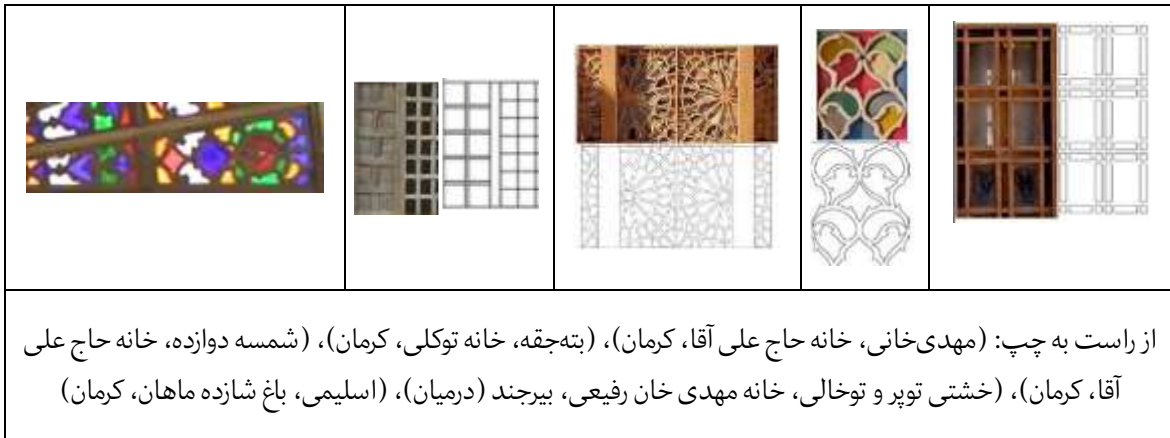 از راست به چپ: (مهدی‌خانی، خانه حاج علی آقا، کرمان)، (بته‌جقه، خانه توکلی، کرمان)، (شمسه دوازده، خانه حاج علی
آقا، کرمان)، (خشتی توپر و توخالی، خانه مهدی خان رفیعی، بیرجند (درمیان)، (اسلیمی، باغ شازده ماهان، کرمان)